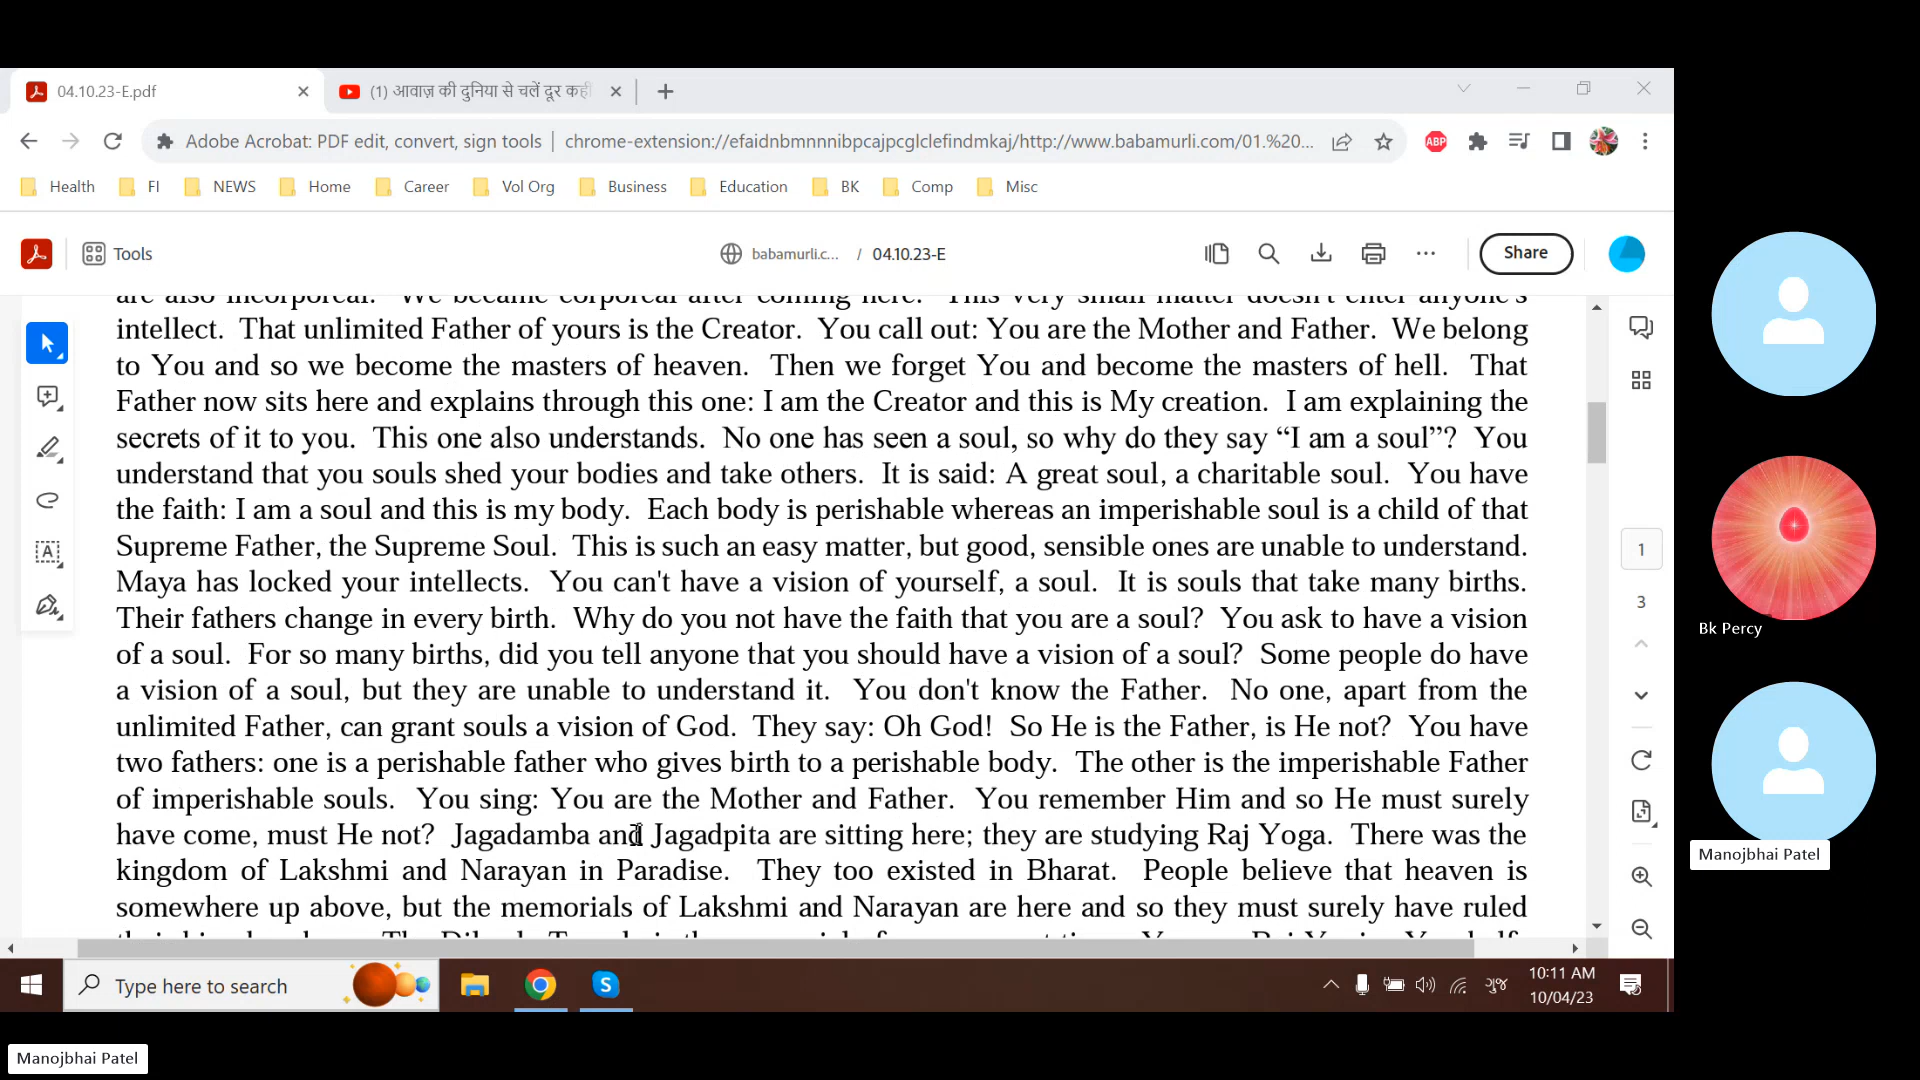 04.10.23-E.pdf
(1) आवाज़ की दुनिया से चलें दूर कहीं
Adobe Acrobat: PDF edit, convert, sign tools | chrome-extension://efaidnbmnnnibpcajpcglclefindmkaj/http://www.babamurli.com/01.%20...
ABP
Health FI NEWS Home Career Vol Org Business Education BK Comp Misc
Tools babamurli.c... / 04.10.23-E Share
are also incorporeal. We became corporeal after coming here. This very small matter doesn't enter anyone's
intellect. That unlimited Father of yours is the Creator. You call out: You are the Mother and Father. We belong
to You and so we become the masters of heaven. Then we forget You and become the masters of hell. That
Father now sits here and explains through this one: I am the Creator and this is My creation. I am explaining the
secrets of it to you. This one also understands. No one has seen a soul, so why do they say “I am a soul”? You
understand that you souls shed your bodies and take others. It is said: A great soul, a charitable soul. You have
the faith: I am a soul and this is my body. Each body is perishable whereas an imperishable soul is a child of that
Supreme Father, the Supreme Soul. This is such an easy matter, but good, sensible ones are unable to understand.
Maya has locked your intellects. You can't have a vision of yourself, a soul. It is souls that take many births.
Their fathers change in every birth. Why do you not have the faith that you are a soul? You ask to have a vision
of a soul. For so many births, did you tell anyone that you should have a vision of a soul? Some people do have
a vision of a soul, but they are unable to understand it. You don't know the Father. No one, apart from the
unlimited Father, can grant souls a vision of God. They say: Oh God! So He is the Father, is He not? You have
two fathers: one is a perishable father who gives birth to a perishable body. The other is the imperishable Father
of imperishable souls. You sing: You are the Mother and Father. You remember Him and so He must surely
have come, must He not? Jagadamba and Jagadpita are sitting here; they are studying Raj Yoga. There was the
kingdom of Lakshmi and Narayan in Paradise. They too existed in Bharat. People believe that heaven is
somewhere up above, but the memorials of Lakshmi and Narayan are here and so they must surely have ruled
1
3
Bk Percy
Manojbhai Patel
Type here to search
S
ગુજ
10:11 AM
10/04/23
Manojbhai Patel